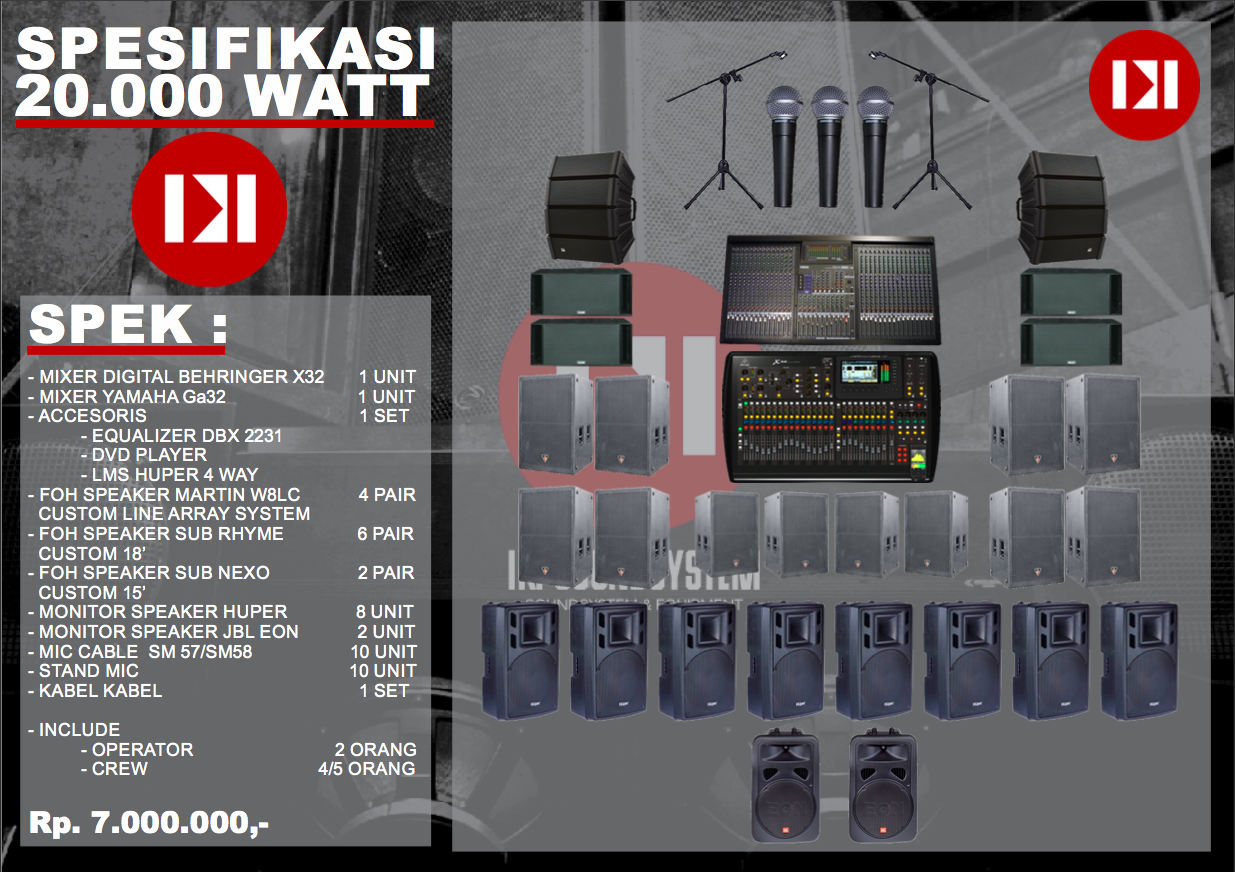 SPESIFIKASI
20.000 WATT
SPEK :
- MIXER DIGITAL BEHRINGER X32 1 UNIT
- MIXER YAMAHA Ga32 1 UNIT
- ACCESORIS 1 SET
- EQUALIZER DBX 2231
- DVD PLAYER
- LMS HUPER 4 WAY
- FOH SPEAKER MARTIN W8LC 4 PAIR
CUSTOM LINE ARRAY SYSTEM
- FOH SPEAKER SUB RHYME 6 PAIR
CUSTOM 18'
- FOH SPEAKER SUB NEXO 2 PAIR
CUSTOM 15'
- MONITOR SPEAKER HUPER 8 UNIT
- MONITOR SPEAKER JBL EON 2 UNIT
- MIC CABLE SM 57/SM58 10 UNIT
- STAND MIC 10 UNIT
- KABEL KABEL 1 SET
- INCLUDE
- OPERATOR 2 ORANG
- CREW 4/5 ORANG
Rp. 7.000.000,-